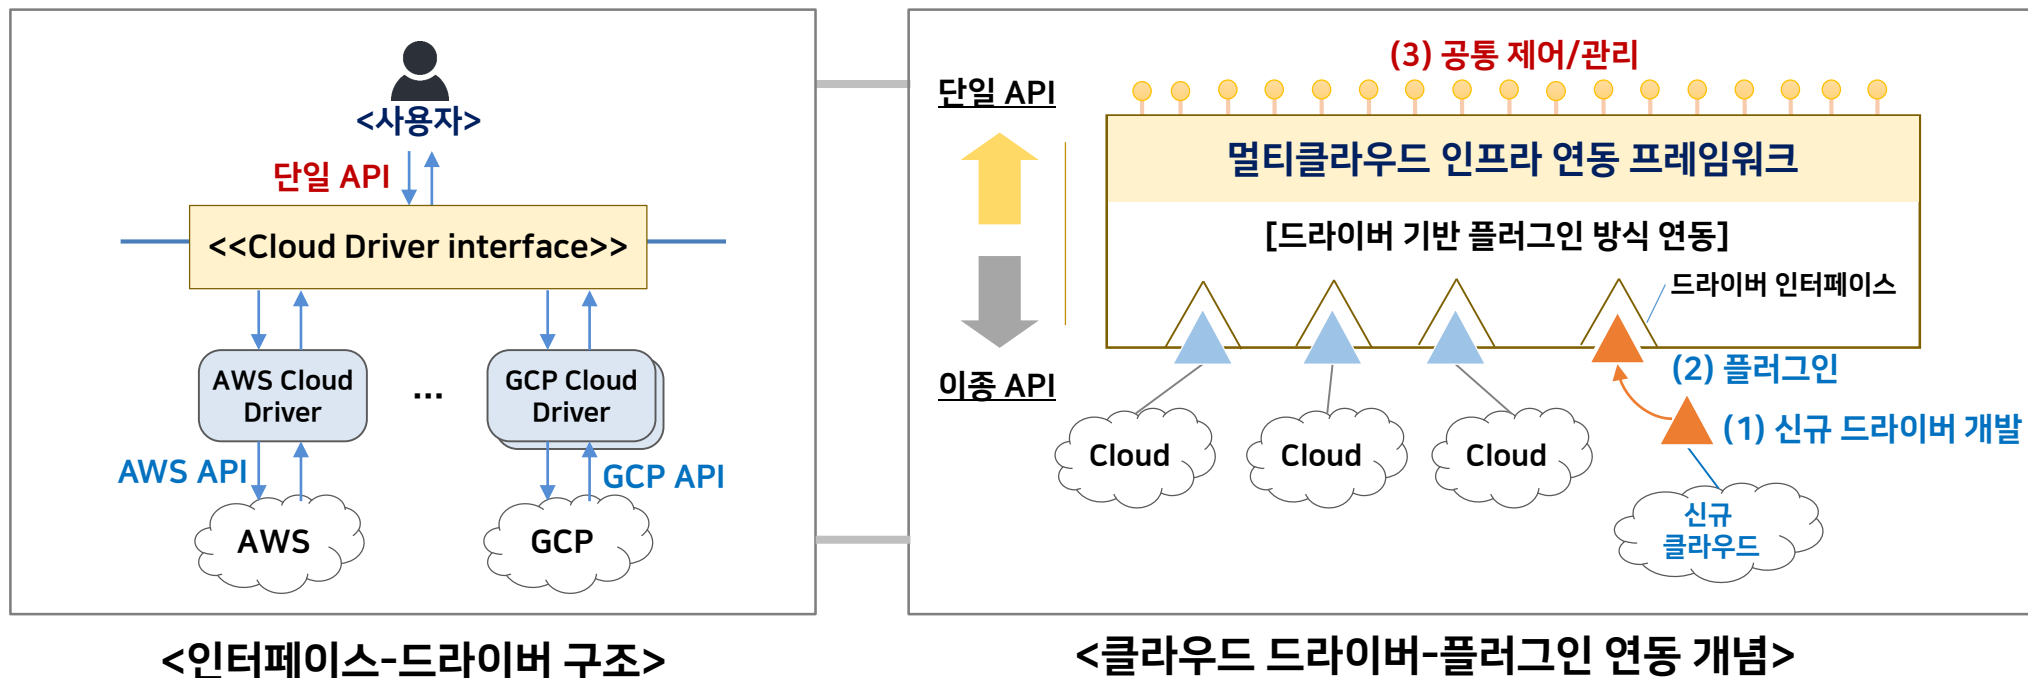 <사용자>
단일 API
<<Cloud Driver interface>>
AWS Cloud
Driver
...
GCP Cloud
Driver
AWS API
GCP API
AWS
GCP
<인터페이스-드라이버 구조>
(3) 공통 제어/관리
단일 API
멀티클라우드 인프라 연동 프레임워크
[드라이버 기반 플러그인 방식 연동]
드라이버 인터페이스
이종 API
(2) 플러그인
(1) 신규 드라이버 개발
Cloud
Cloud
Cloud
신규
클라우드
<클라우드 드라이버-플러그인 연동 개념>